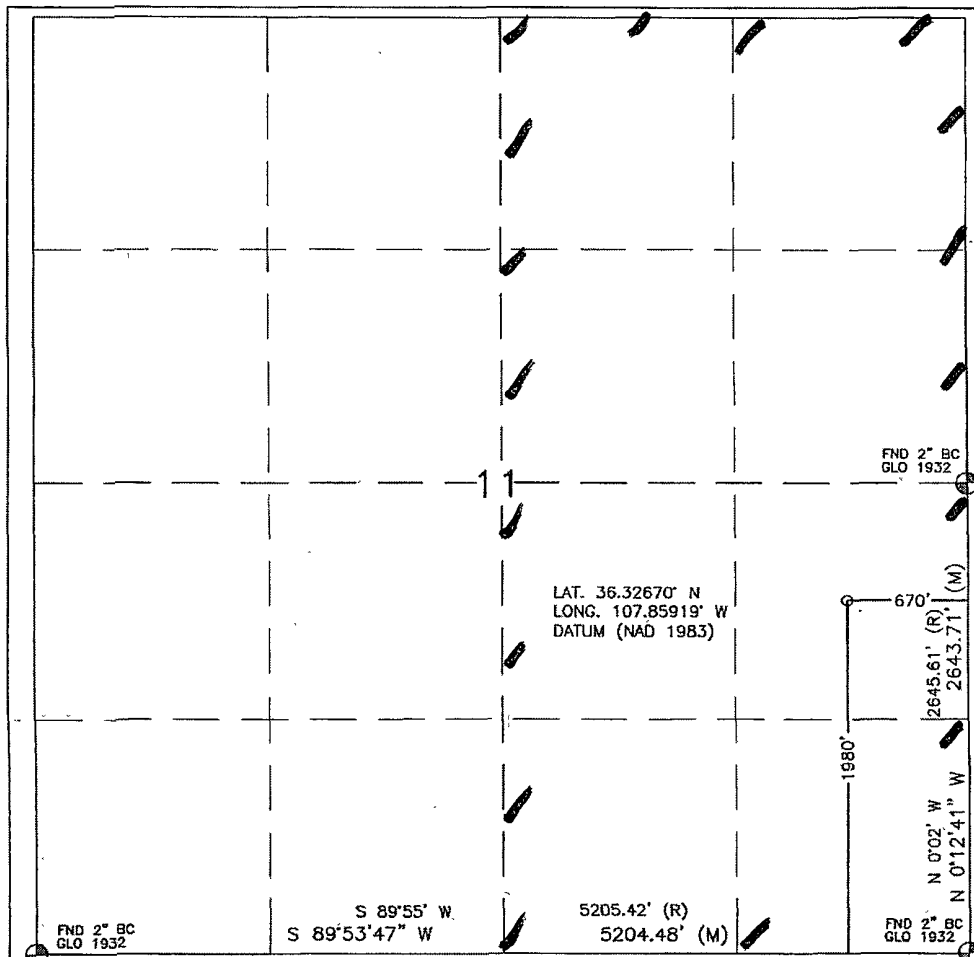 FND 2" BC
GLO 1932
11
LAT. 36.32670° N
LONG. 107.85919° W
DATUM (NAD 1983)
670'
2645.61' (R)
2643.71' (M)
1980'
N 0°02' W
N 0°12'41" W
S 89°55' W
5205.42' (R)
S 89°53'47" W
5204.48' (M)
FND 2" BC
GLO 1932
FND 2" BC
GLO 1932